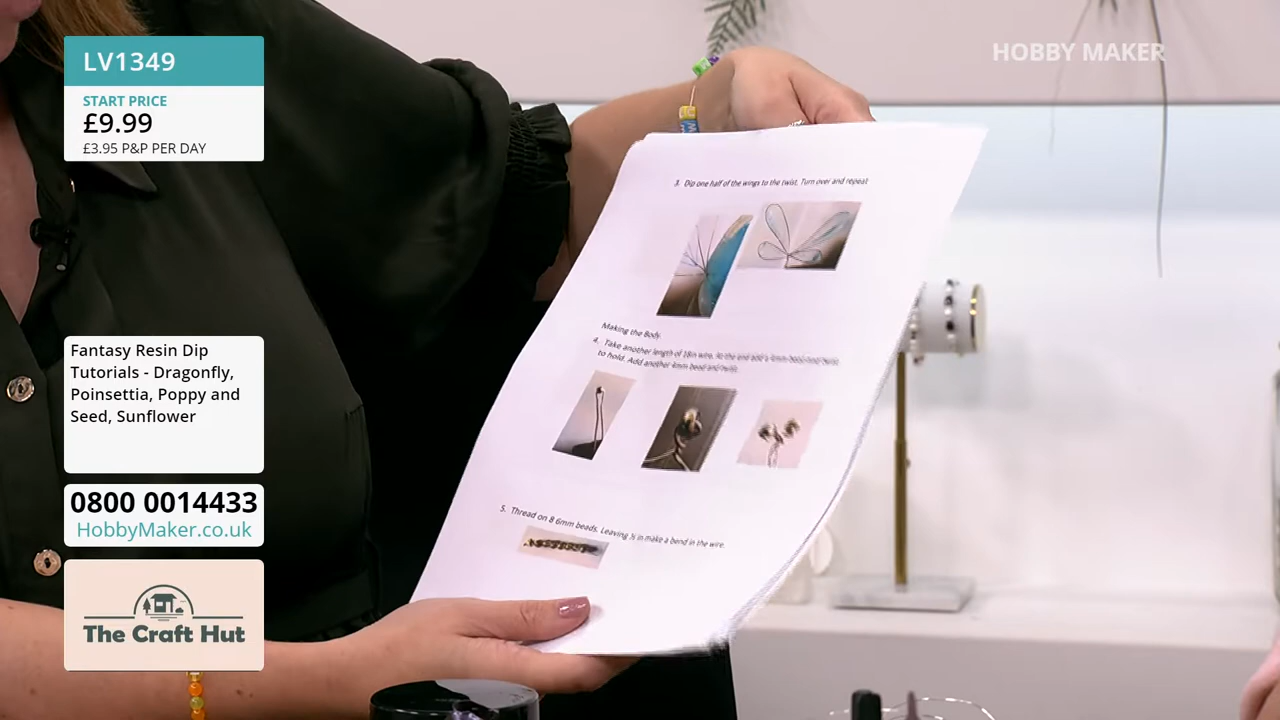 LV1349
START PRICE
£9.99
£3.95 P&P PER DAY
HOBBY MAKER
3. Dip one half of the wings to the twist. Turn over and repeat
Making the Body.
4. Take another length of 18in wire. At the end add a 4mm bead and twist
to hold. Add another 4mm bead and twist.
5. Thread on 8 6mm beads. Leaving ½ in make a bend in the wire.
Fantasy Resin Dip
Tutorials - Dragonfly,
Poinsettia, Poppy and
Seed, Sunflower
0800 0014433
HobbyMaker.co.uk
The Craft Hut